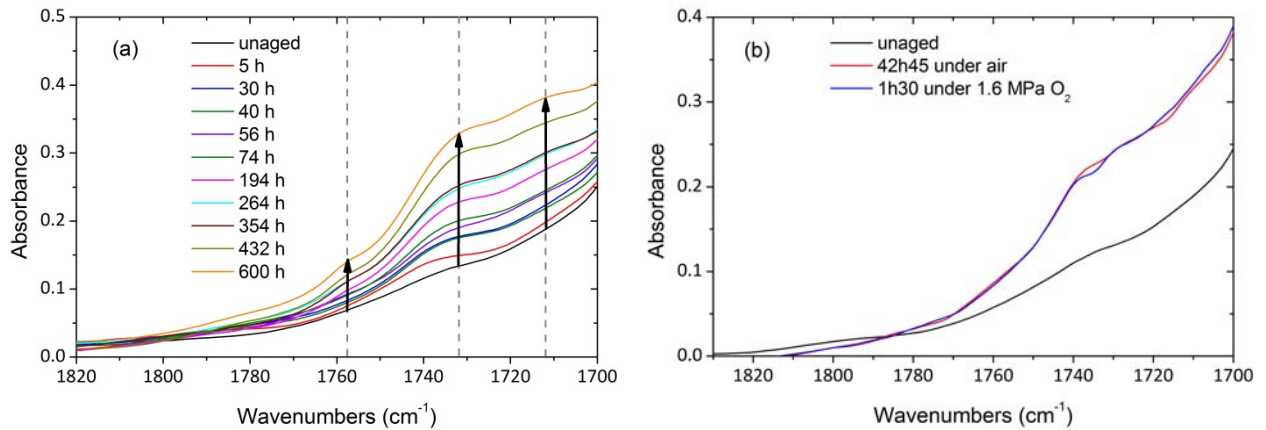 (a)
unaged
5 h
30 h
40 h
56 h
74 h
194 h
264 h
354 h
432 h
600 h
0.5
0.4
0.3
0.2
0.1
0.0
Absorbance
1820 1800 1780 1760 1740 1720 1700
Wavenumbers (cm⁻¹)
(b)
unaged
42h45 under air
1h30 under 1.6 MPa O₂
0.4
0.3
0.2
0.1
0.0
Absorbance
1820 1800 1780 1760 1740 1720 1700
Wavenumbers (cm⁻¹)